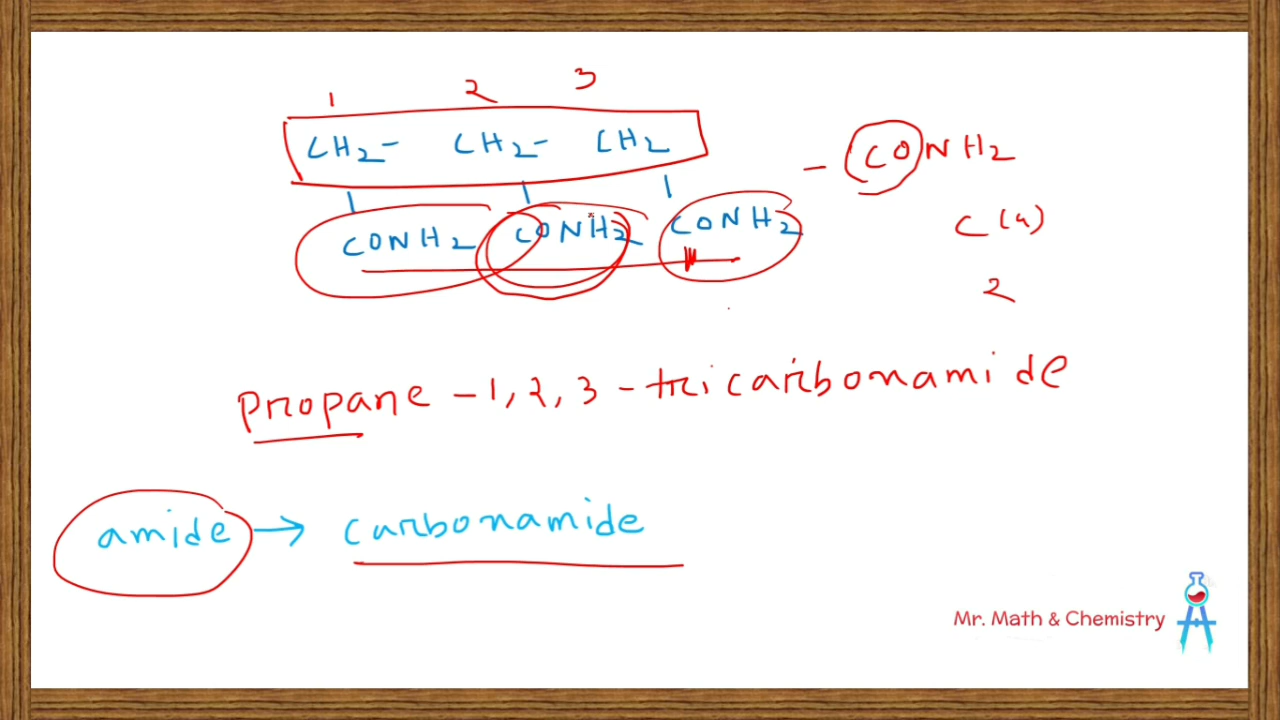 1 2 3
CH2- CH2- CH2
CONH2 CONH2 CONH2
- CONH2
C (4)
2
propane -1, 2, 3 - tricarbonamide
amide → carbonamide
Mr. Math & Chemistry